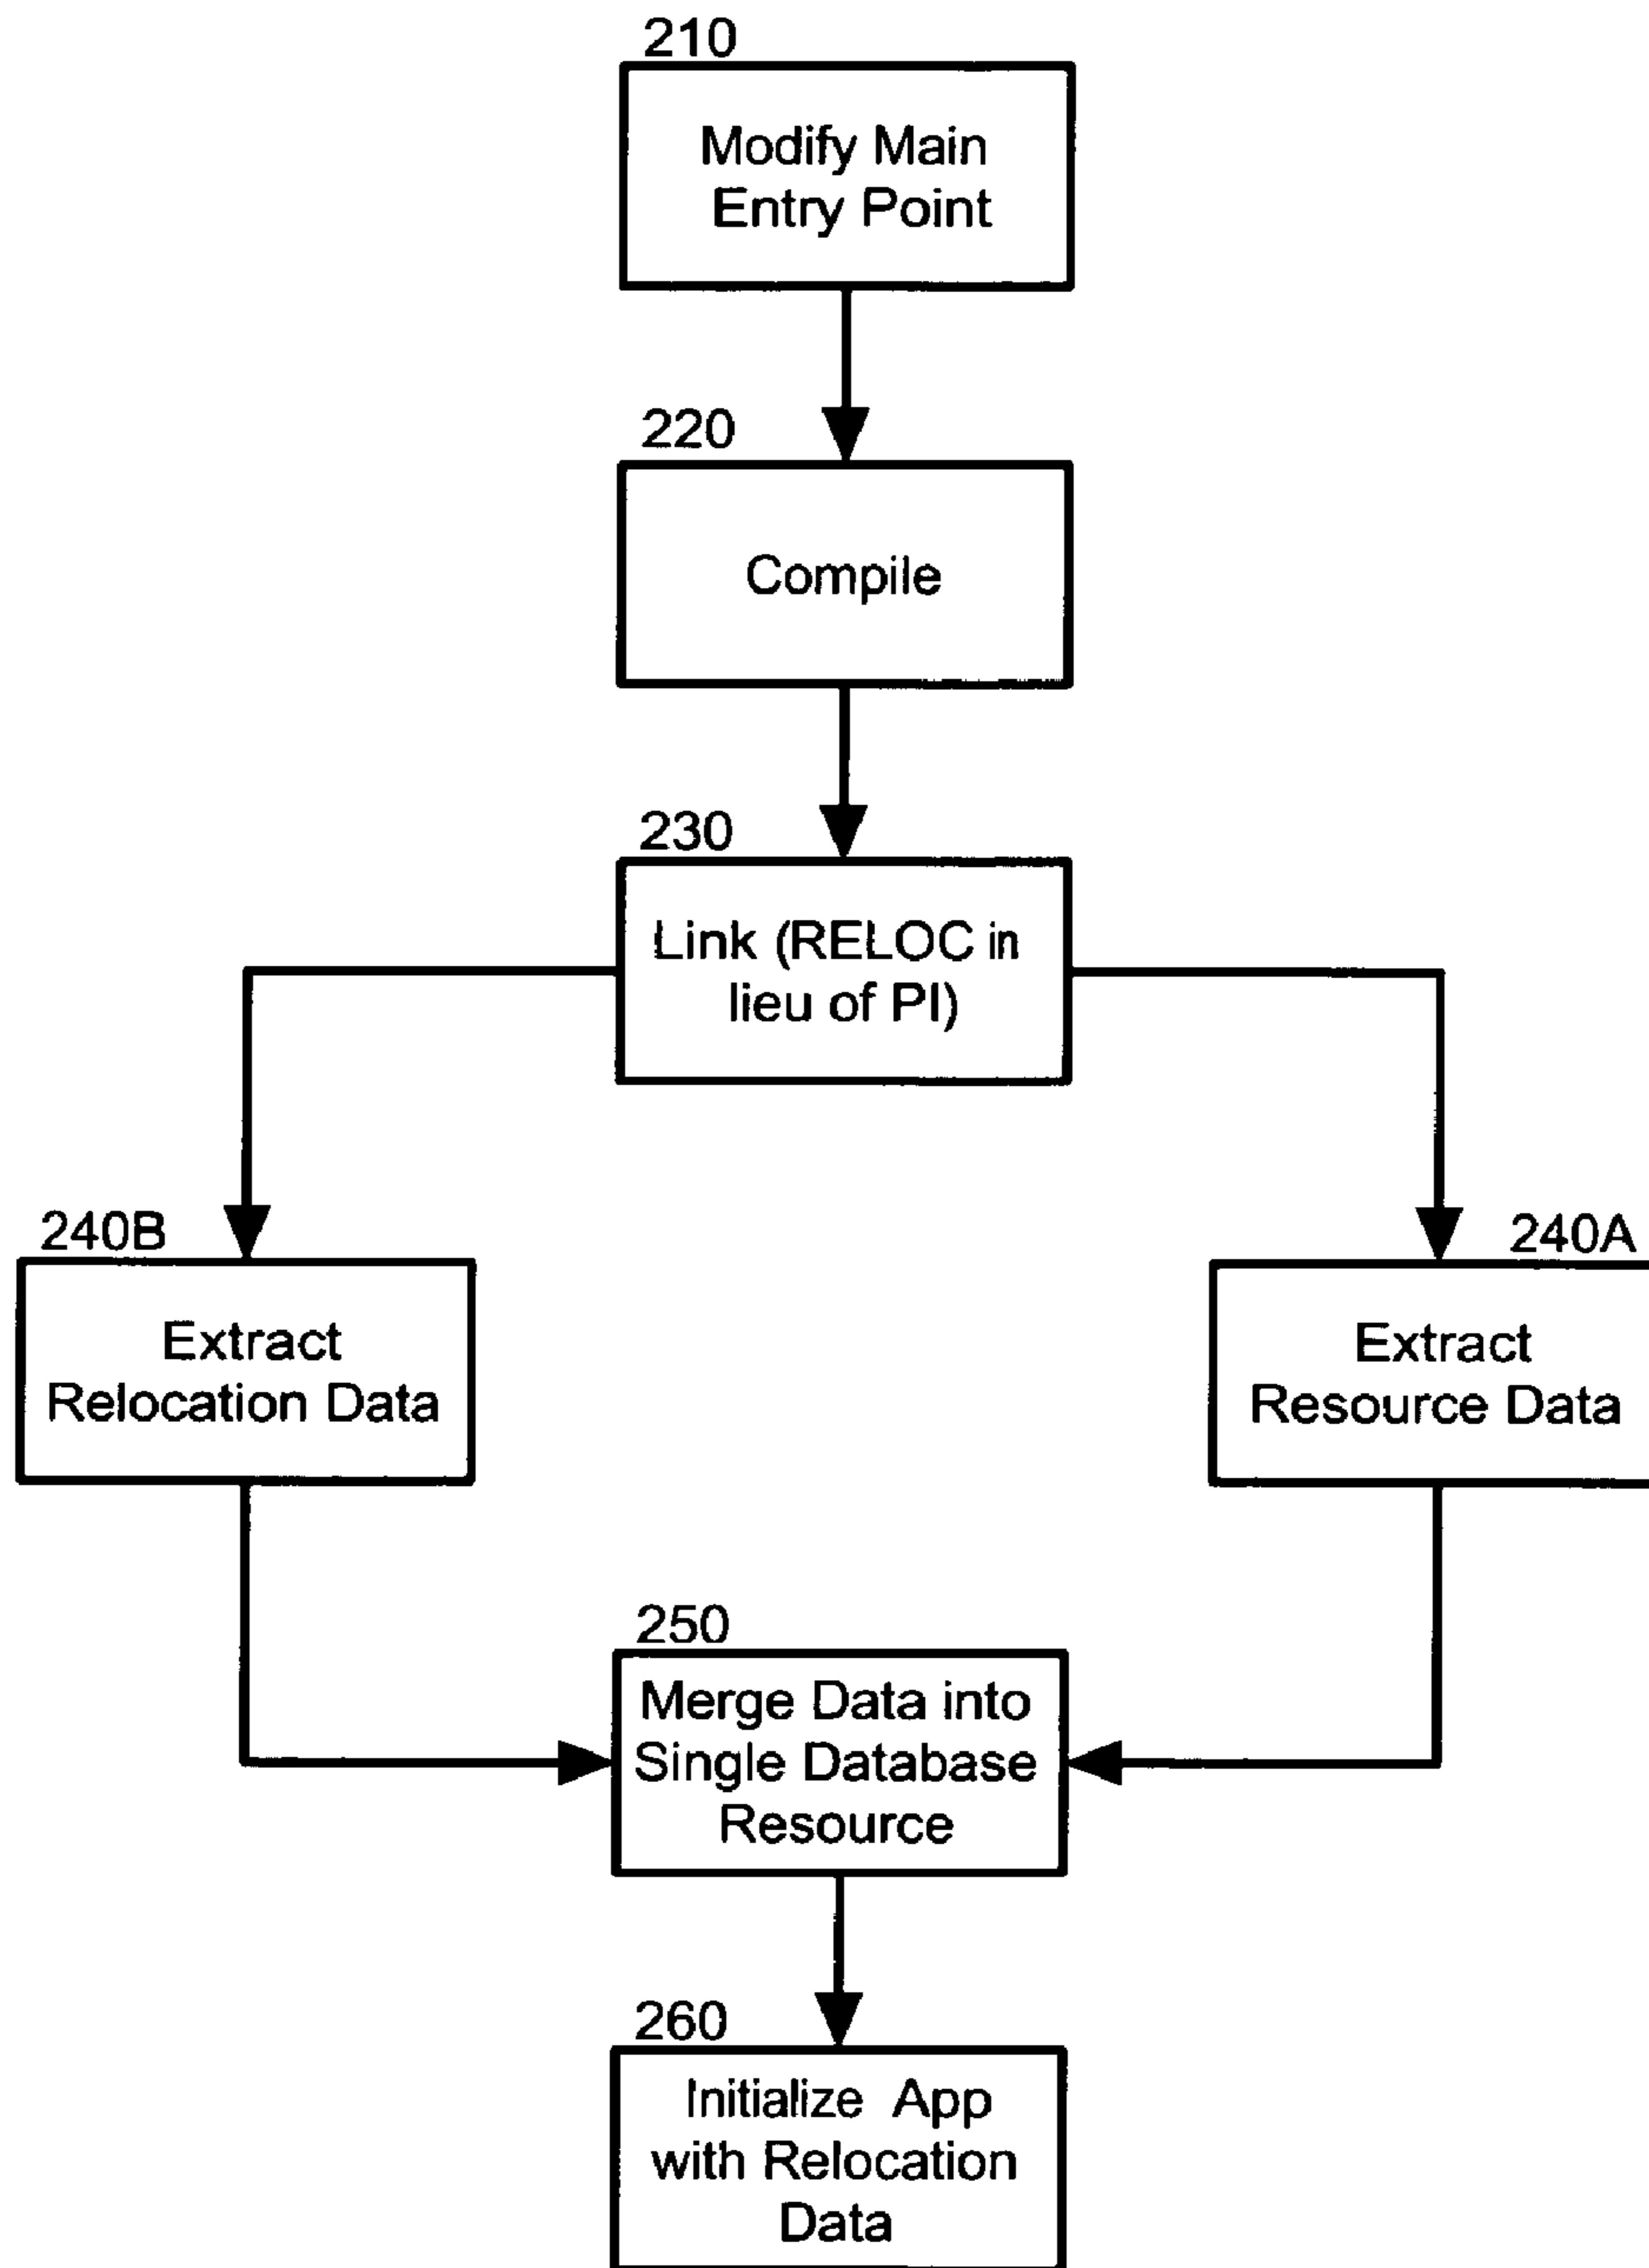 210
Modify Main
Entry Point
220
Compile
230
Link (RELOC in
lieu of PI)
240B
Extract
Relocation Data
240A
Extract
Resource Data
250
Merge Data into
Single Database
Resource
260
Initialize App
with Relocation
Data